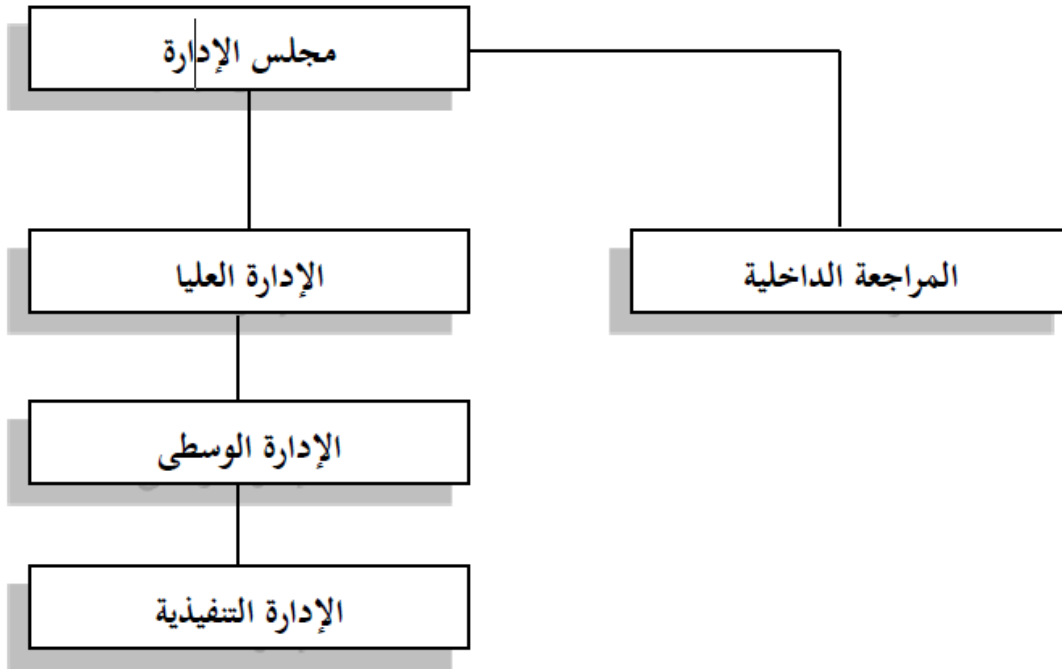 مجلس الإدارة
الإدارة العليا
المراجعة الداخلية
الإدارة الوسطى
الإدارة التنفيذية